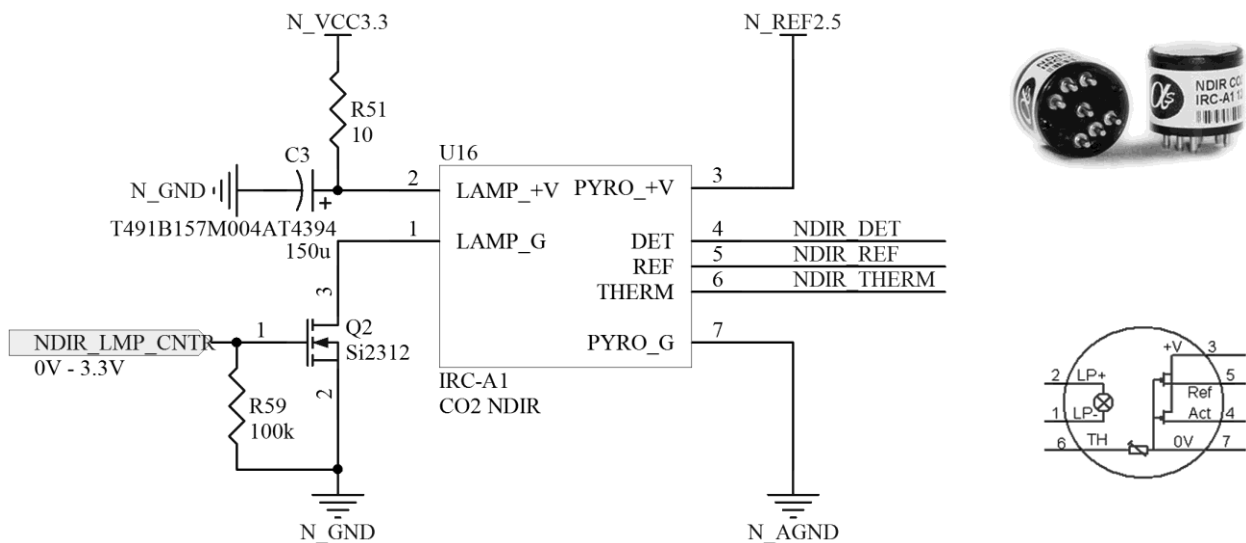 N_VCC3.3
N_REF2.5
R51
10
C3
U16
N_GND
2
LAMP_+V
PYRO_+V
3
T491B157M004AT4394
150u
1
LAMP_G
DET
4
NDIR_DET
REF
5
NDIR_REF
THERM
6
NDIR_THERM
3
NDIR_LMP_CNTR
0V - 3.3V
1
Q2
Si2312
PYRO_G
7
2
R59
100k
IRC-A1
CO2 NDIR
N_GND
N_AGND
NDIR CO
IRC-A1 12
+V
3
2
LP+
5
Ref
1
LP-
Act
4
6
TH
0V
7